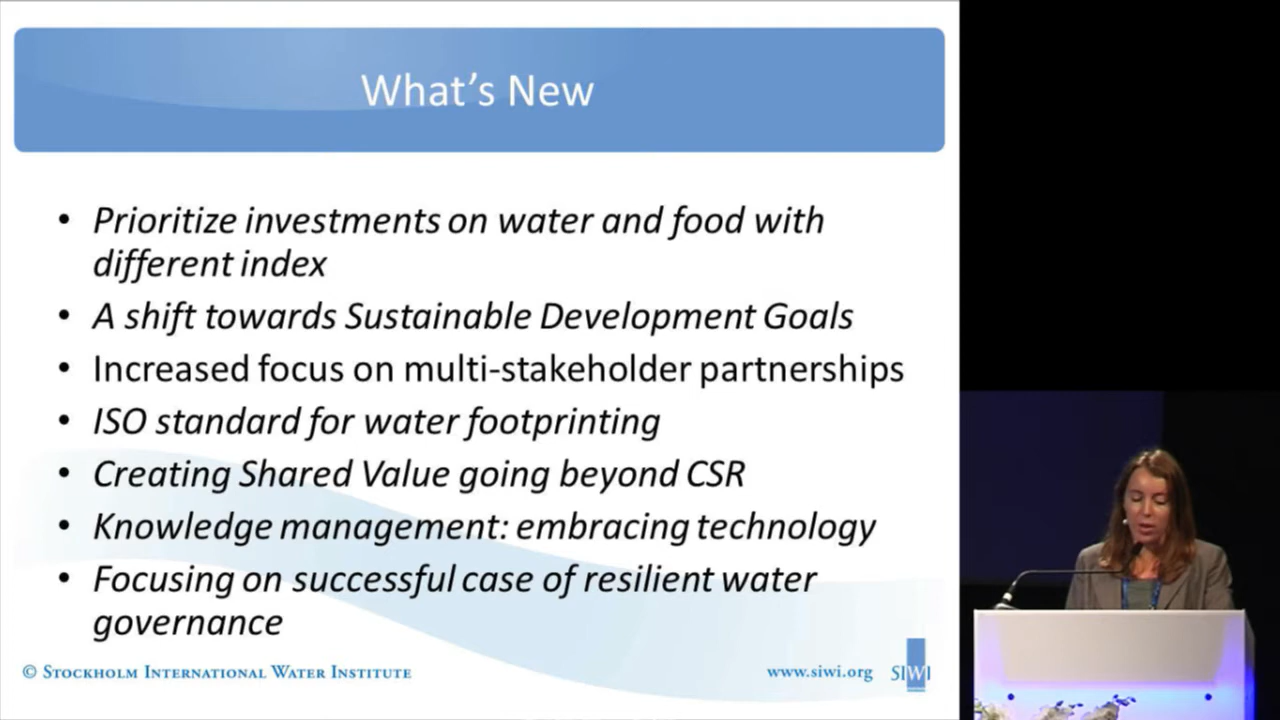 What's New
• Prioritize investments on water and food with
different index
• A shift towards Sustainable Development Goals
• Increased focus on multi-stakeholder partnerships
• ISO standard for water footprinting
• Creating Shared Value going beyond CSR
• Knowledge management: embracing technology
• Focusing on successful case of resilient water
governance
© STOCKHOLM INTERNATIONAL WATER INSTITUTE
www.siwi.org SIWI